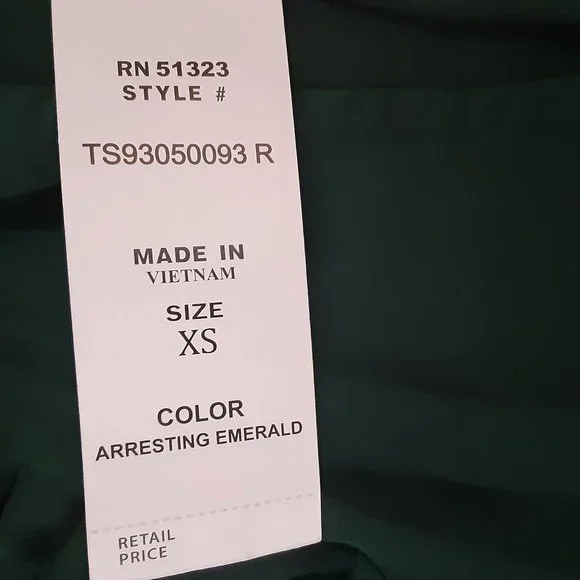 RN 51323
STYLE #
TS93050093 R
MADE IN
VIETNAM
SIZE
XS
COLOR
ARRESTING EMERALD
RETAIL
PRICE